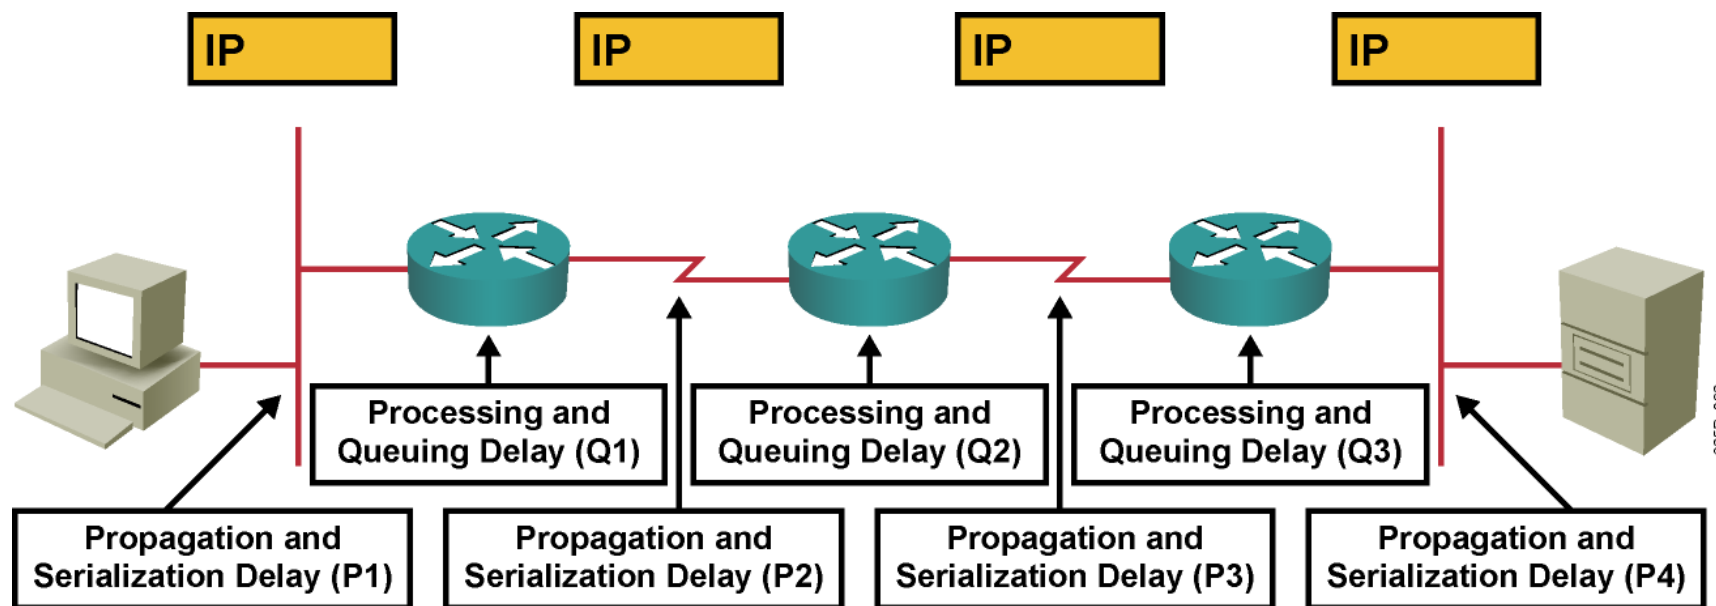 IP
IP
IP
IP
Processing and
Queuing Delay (Q1)
Processing and
Queuing Delay (Q2)
Processing and
Queuing Delay (Q3)
Propagation and
Serialization Delay (P1)
Propagation and
Serialization Delay (P2)
Propagation and
Serialization Delay (P3)
Propagation and
Serialization Delay (P4)